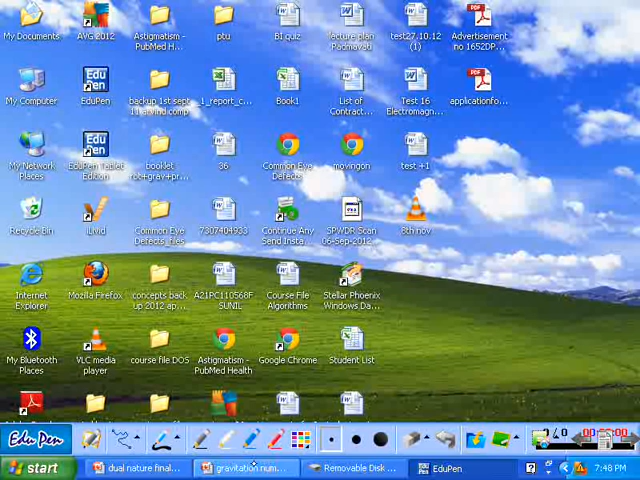 My Documents
AVG 2012
Astigmatism -
PubMed H...
ptu
BI quiz
lecture plan
Padmavati
test27.10.12
(1)
Advertisement
no 1652DP...
My Computer
EduPen
backup 1st sept
11 arvind comp
_1_report_c...
Book1
List of
Contract...
Test 16
Electromagn...
applicationfo...
My Network
Places
EduPen Tablet
Edition
booklet
rbt+grav+pr...
36
Common Eye
Defects
movingon
test +1
Recycle Bin
iLivid
Common Eye
Defects_files
7307404933
Continue Any
Send Insta...
SPWDR Scan
06-Sep-2012
8th nov
Internet
Explorer
Mozilla Firefox
concepts back
up 2012 ap...
A21PC110568F
SUNIL
Course File
Algorithms
Stellar Phoenix
Windows Da...
My Bluetooth
Places
VLC media
player
course file DOS
Astigmatism -
PubMed Health
Google Chrome
Student List
Edu Pen
0 / 0
start
dual nature final...
gravitation num...
Removable Disk ...
EduPen
7:48 PM